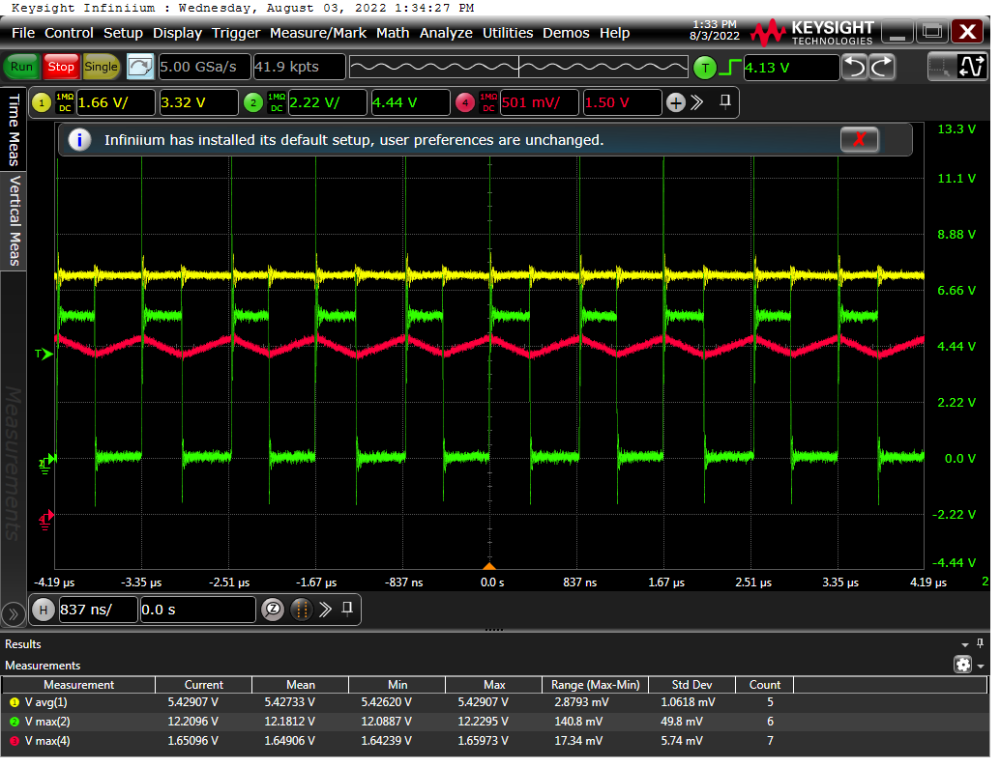 Keysight Infiniium : Wednesday, August 03, 2022 1:34:27 PM
File Control Setup Display Trigger Measure/Mark Math Analyze Utilities Demos Help
1:33 PM
8/3/2022
KEYSIGHT
TECHNOLOGIES
Run Stop Single 5.00 GSa/s 41.9 kpts T 4.13 V
1 1MΩ DC 1.66 V/ 3.32 V 2 1MΩ DC 2.22 V/ 4.44 V 4 1MΩ DC 501 mV/ 1.50 V
Time Meas
Vertical Meas
Measurements
i Infiniium has installed its default setup, user preferences are unchanged. X
13.3 V
11.1 V
8.88 V
6.66 V
4.44 V
2.22 V
0.0 V
-2.22 V
-4.44 V
T
2
4
-4.19 µs -3.35 µs -2.51 µs -1.67 µs -837 ns 0.0 s 837 ns 1.67 µs 2.51 µs 3.35 µs 4.19 µs 2
H 837 ns/ 0.0 s
Results
Measurements
Measurement Current Mean Min Max Range (Max-Min) Std Dev Count
1 V avg(1) 5.42907 V 5.42733 V 5.42620 V 5.42907 V 2.8793 mV 1.0618 mV 5
2 V max(2) 12.2096 V 12.1812 V 12.0887 V 12.2295 V 140.8 mV 49.8 mV 6
3 V max(4) 1.65096 V 1.64906 V 1.64239 V 1.65973 V 17.34 mV 5.74 mV 7